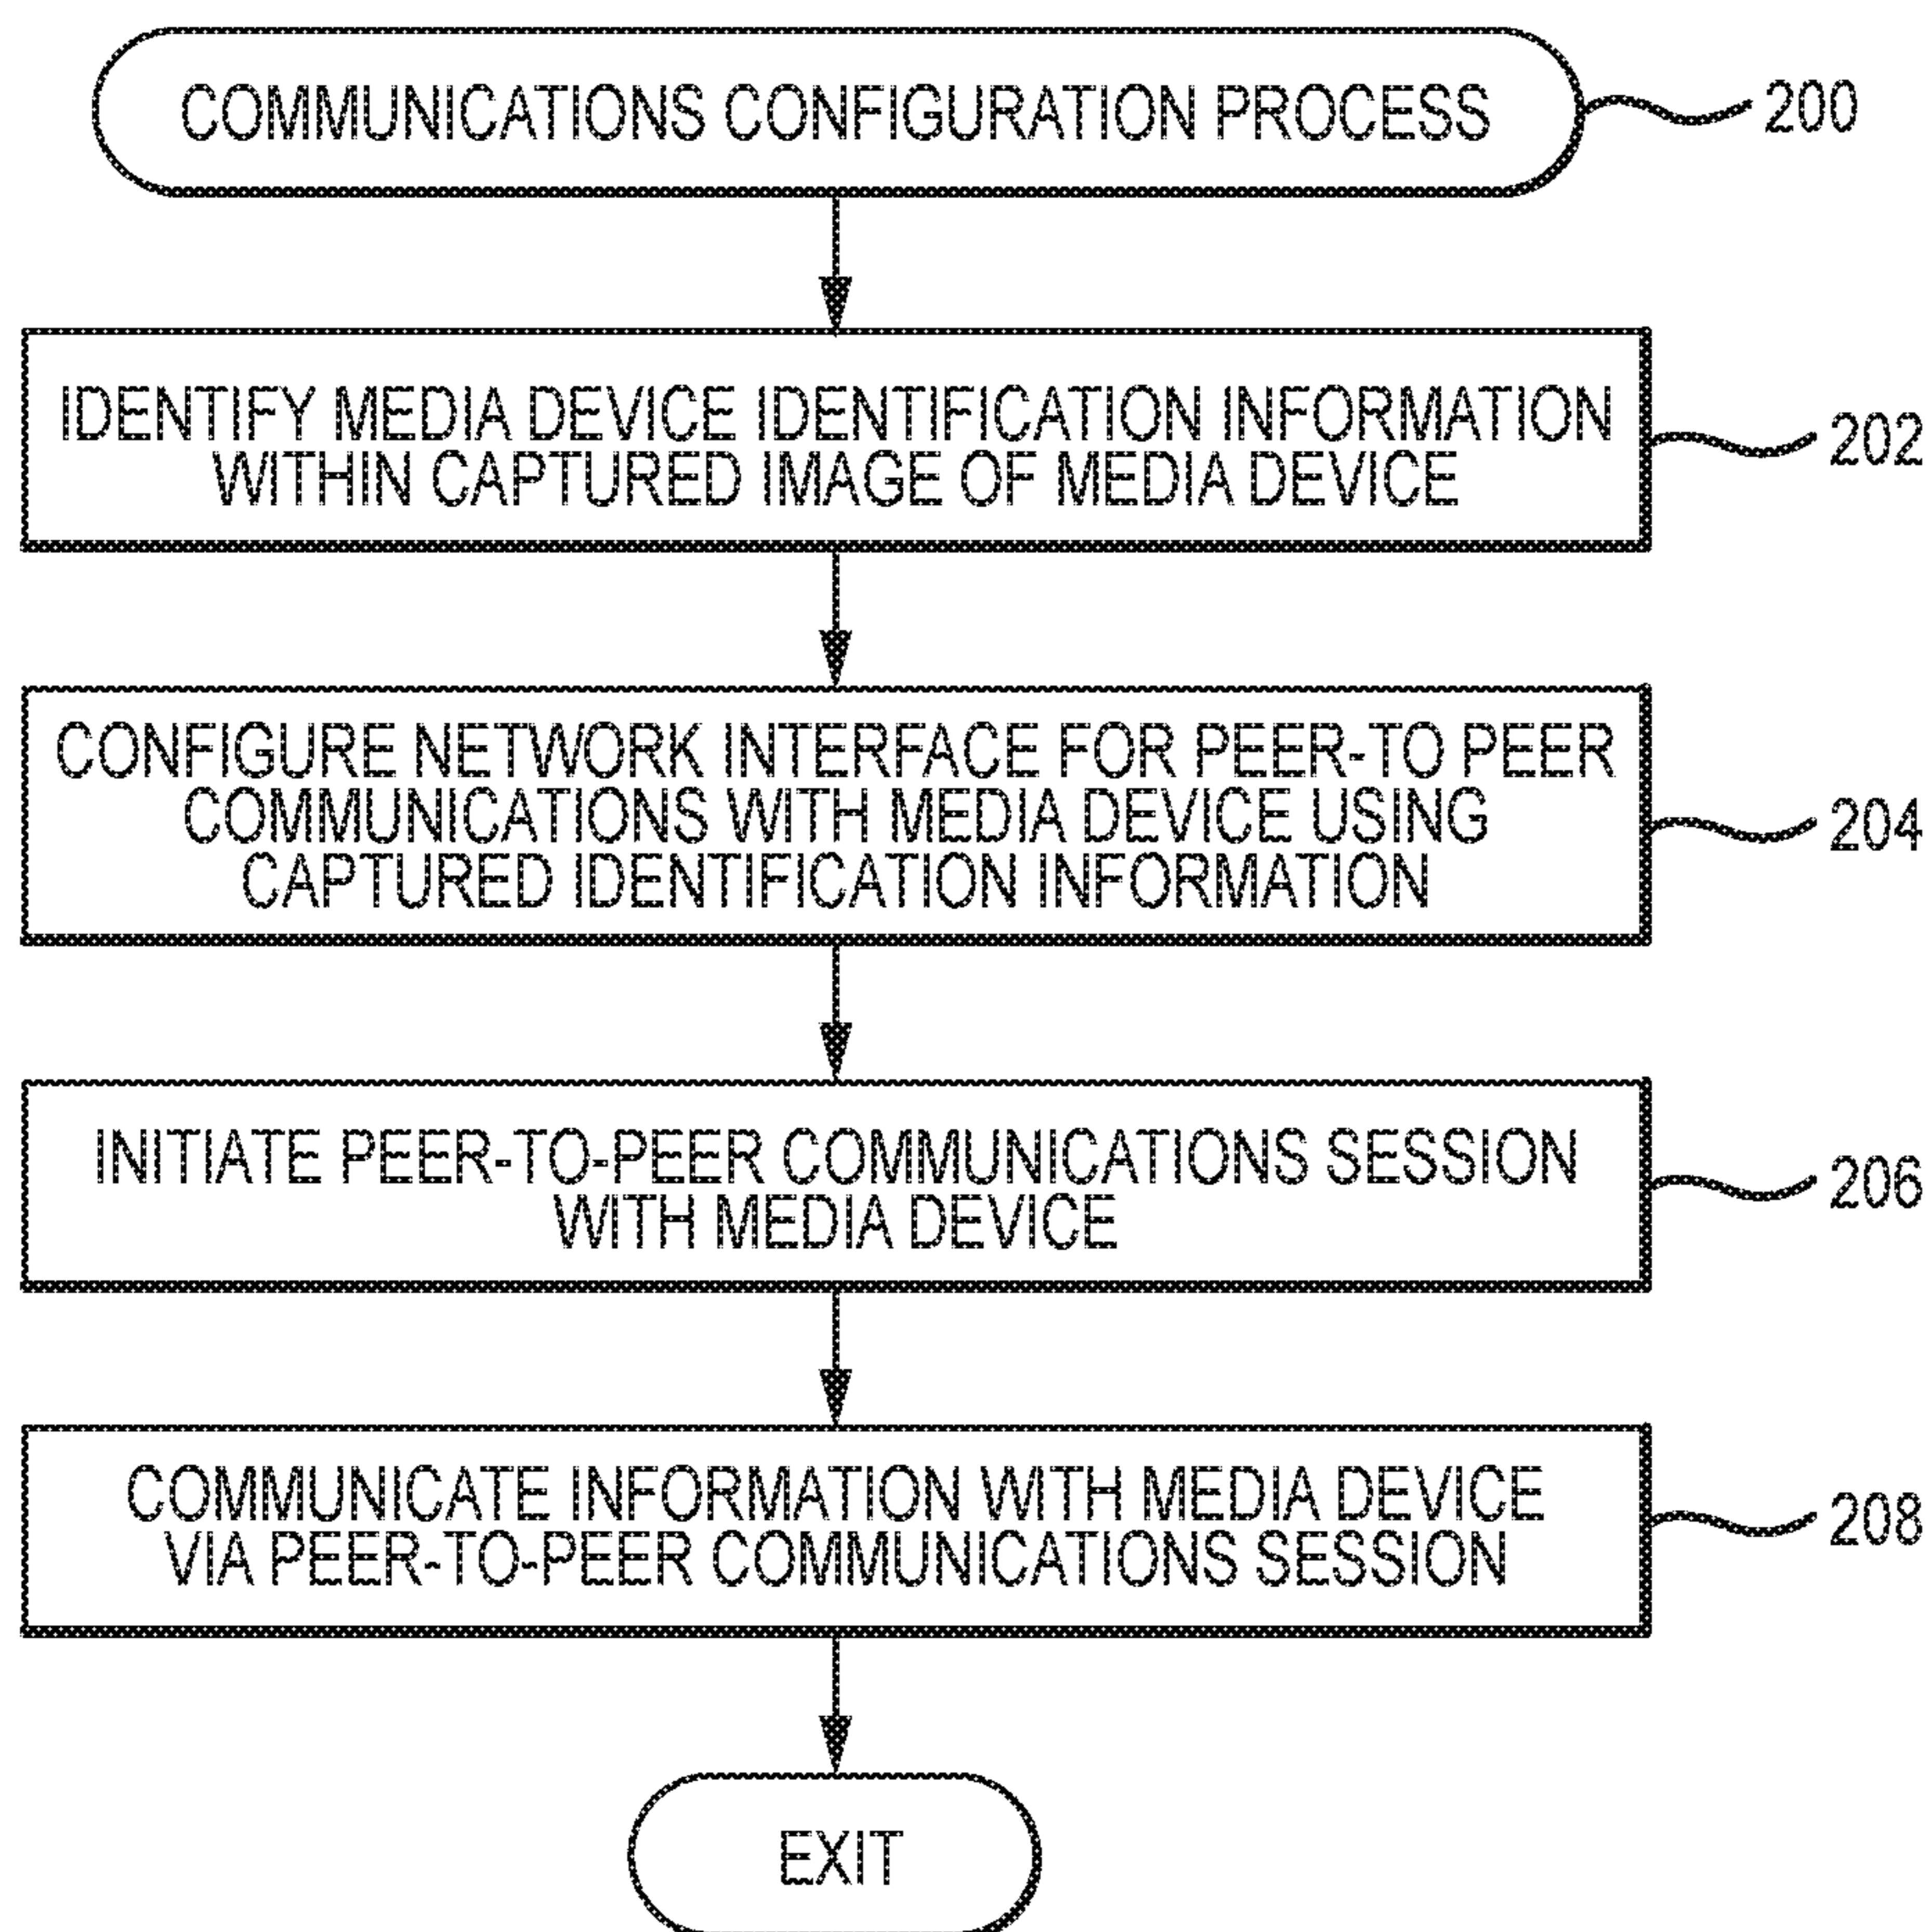 COMMUNICATIONS CONFIGURATION PROCESS
200
IDENTIFY MEDIA DEVICE IDENTIFICATION INFORMATION
WITHIN CAPTURED IMAGE OF MEDIA DEVICE
202
CONFIGURE NETWORK INTERFACE FOR PEER-TO PEER
COMMUNICATIONS WITH MEDIA DEVICE USING
CAPTURED IDENTIFICATION INFORMATION
204
INITIATE PEER-TO-PEER COMMUNICATIONS SESSION
WITH MEDIA DEVICE
206
COMMUNICATE INFORMATION WITH MEDIA DEVICE
VIA PEER-TO-PEER COMMUNICATIONS SESSION
208
EXIT